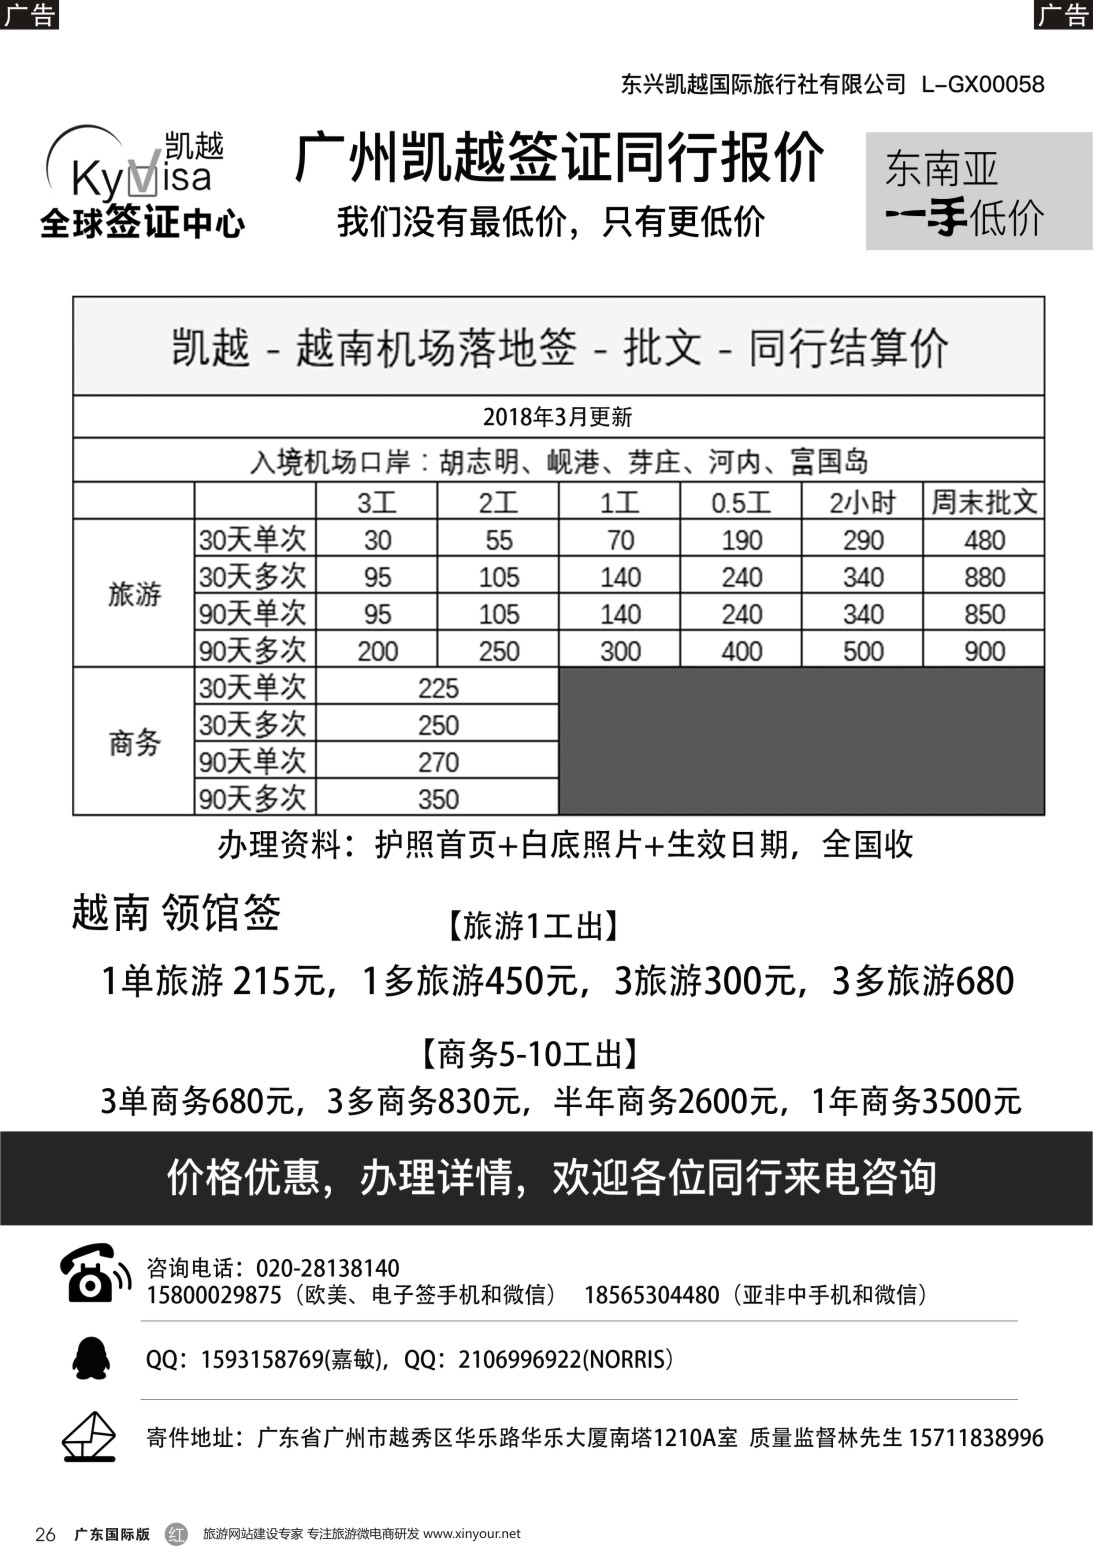 广告
广告
东兴凯越国际旅行社有限公司 L-GX00058
凯越
KyVisa
全球签证中心
广州凯越签证同行报价
我们没有最低价，只有更低价
东南亚
一手低价
凯越 - 越南机场落地签 - 批文 - 同行结算价
2018年3月更新
入境机场口岸：胡志明、岘港、芽庄、河内、富国岛
3工 2工 1工 0.5工 2小时 周末批文
旅游
30天单次 30 55 70 190 290 480
30天多次 95 105 140 240 340 880
90天单次 95 105 140 240 340 850
90天多次 200 250 300 400 500 900
商务
30天单次 225
30天多次 250
90天单次 270
90天多次 350
办理资料：护照首页+白底照片+生效日期，全国收
越南 领馆签
【旅游1工出】
1单旅游 215元，1多旅游450元，3旅游300元，3多旅游680
【商务5-10工出】
3单商务680元，3多商务830元，半年商务2600元，1年商务3500元
价格优惠，办理详情，欢迎各位同行来电咨询
咨询电话：020-28138140
15800029875（欧美、电子签手机和微信） 18565304480（亚非中手机和微信）
QQ：1593158769(嘉敏)，QQ：2106996922(NORRIS）
寄件地址：广东省广州市越秀区华乐路华乐大厦南塔1210A室 质量监督林先生 15711838996
26 广东国际版 红 旅游网站建设专家 专注旅游微电商研发 www.xinyour.net